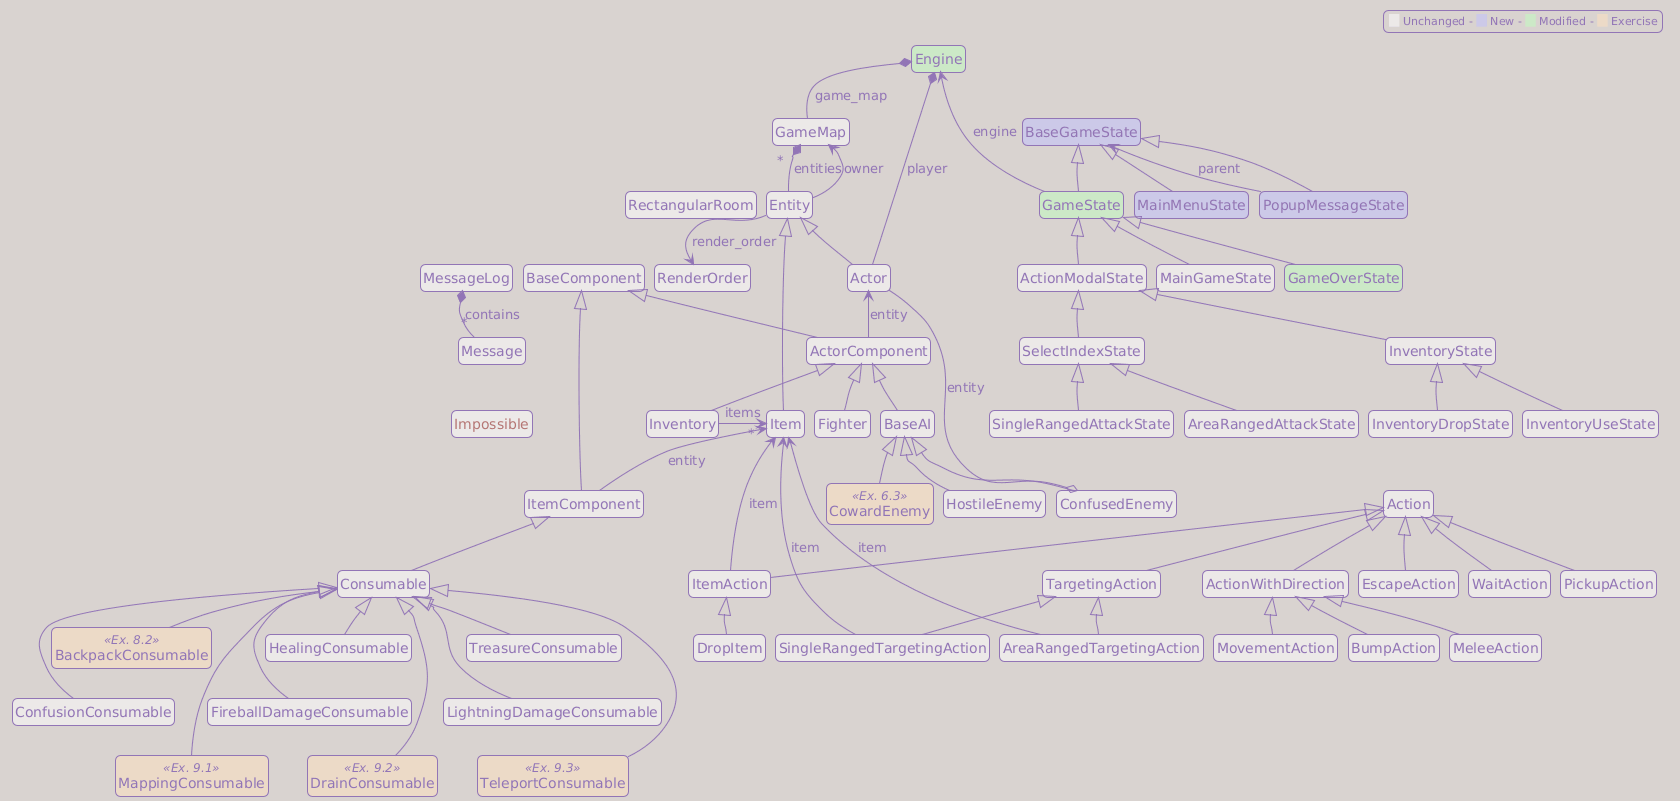 Unchanged - New - Modified - Exercise
Engine
game_map
GameMap
engine
BaseGameState
*
entities
owner
player
parent
RectangularRoom
Entity
GameState
MainMenuState
PopupMessageState
render_order
MessageLog
BaseComponent
RenderOrder
Actor
ActionModalState
MainGameState
GameOverState
*
contains
entity
Message
ActorComponent
SelectIndexState
InventoryState
entity
Impossible
Inventory
items
*
Item
Fighter
BaseAI
SingleRangedAttackState
AreaRangedAttackState
InventoryDropState
InventoryUseState
entity
ItemComponent
item
«Ex. 6.3»
CowardEnemy
HostileEnemy
ConfusedEnemy
Action
item
item
Consumable
ItemAction
TargetingAction
ActionWithDirection
EscapeAction
WaitAction
PickupAction
«Ex. 8.2»
BackpackConsumable
HealingConsumable
TreasureConsumable
DropItem
SingleRangedTargetingAction
AreaRangedTargetingAction
MovementAction
BumpAction
MeleeAction
ConfusionConsumable
FireballDamageConsumable
LightningDamageConsumable
«Ex. 9.1»
MappingConsumable
«Ex. 9.2»
DrainConsumable
«Ex. 9.3»
TeleportConsumable